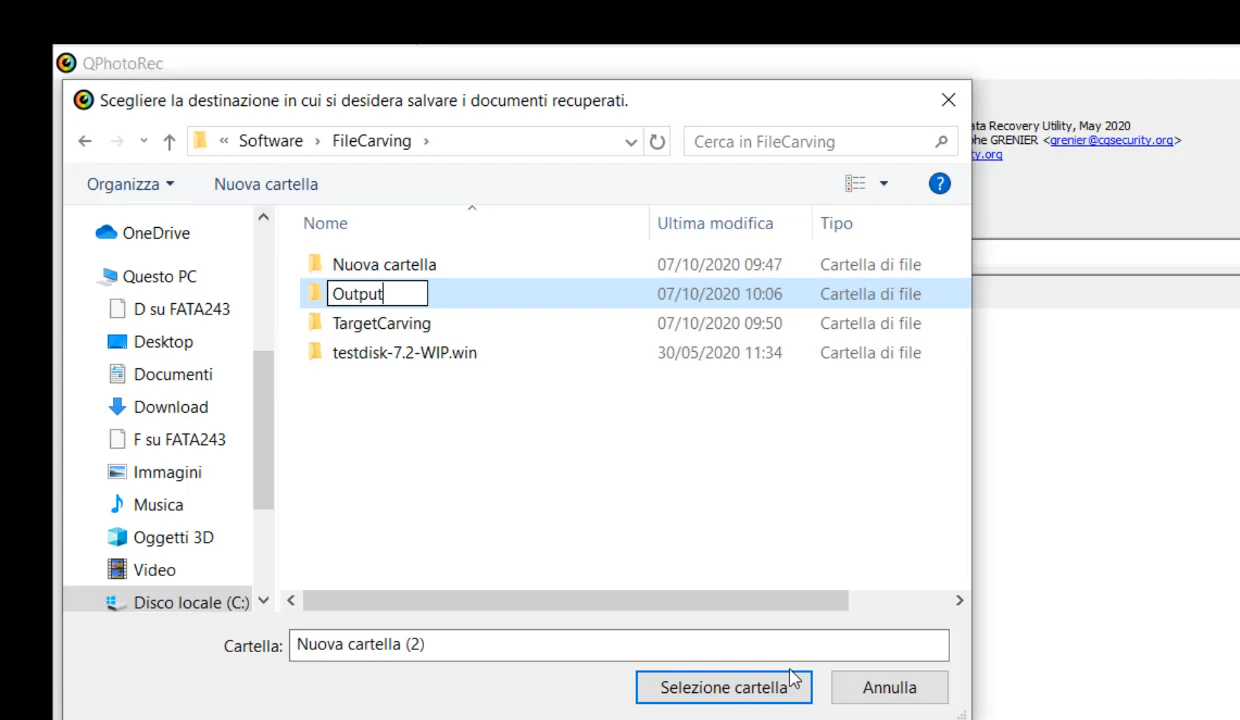 QPhotoRec
Scegliere la destinazione in cui si desidera salvare i documenti recuperati.
ata Recovery Utility, May 2020
phe GRENIER <grenier@cgsecurity.org>
ty.org
« Software › FileCarving ›
Cerca in FileCarving
Organizza
Nuova cartella
?
Nome
Ultima modifica
Tipo
OneDrive
Questo PC
D su FATA243
Desktop
Documenti
Download
F su FATA243
Immagini
Musica
Oggetti 3D
Video
Disco locale (C:)
Nuova cartella 07/10/2020 09:47 Cartella di file
Output 07/10/2020 10:06 Cartella di file
TargetCarving 07/10/2020 09:50 Cartella di file
testdisk-7.2-WIP.win 30/05/2020 11:34 Cartella di file
Cartella: Nuova cartella (2)
Selezione cartella
Annulla